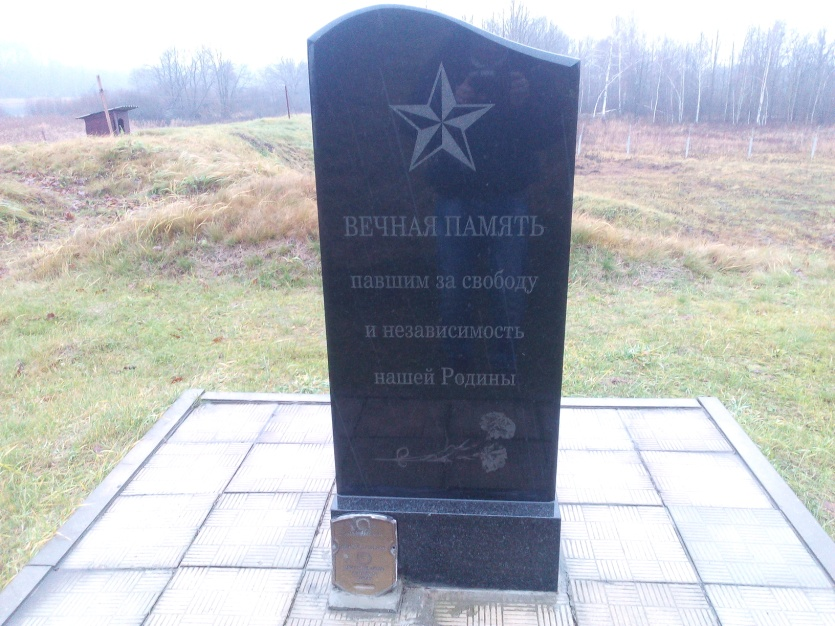 ВЕЧНАЯ ПАМЯТЬ
павшим за свободу
и независимость
нашей Родины